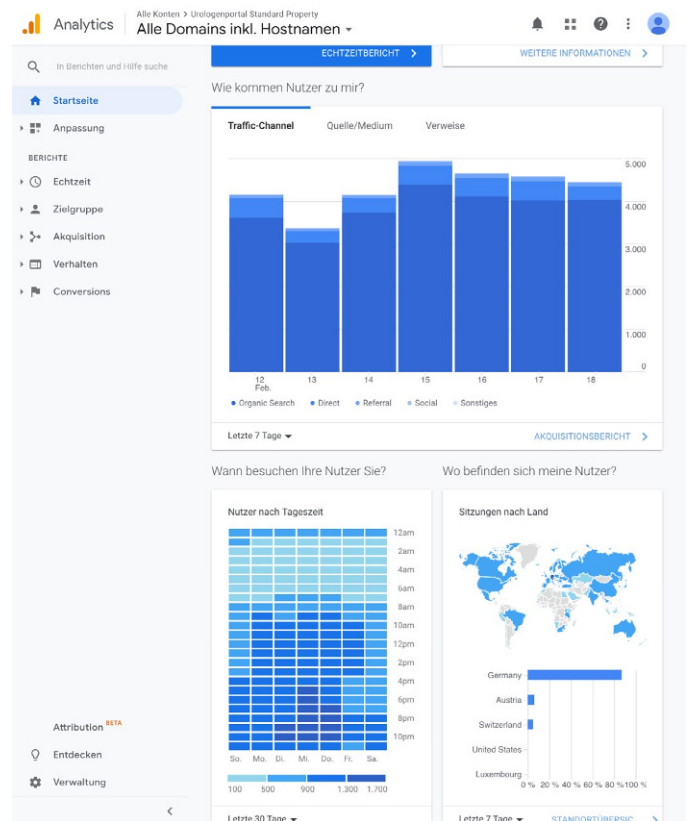 Alle Konten > Urologenportal Standard Property
Analytics
Alle Domains inkl. Hostnamen
In Berichten und Hilfe suche
Startseite
Anpassung
BERICHTE
Echtzeit
Zielgruppe
Akquisition
Verhalten
Conversions
Attribution BETA
Entdecken
Verwaltung
ECHTZEITBERICHT
WEITERE INFORMATIONEN
Wie kommen Nutzer zu mir?
Traffic-Channel Quelle/Medium Verweise
5.000
4.000
3.000
2.000
1.000
0
12 13 14 15 16 17 18
Feb.
Organic Search Direct Referral Social Sonstiges
Letzte 7 Tage
AKQUISITIONSBERICHT
Wann besuchen Ihre Nutzer Sie?
Nutzer nach Tageszeit
12am
2am
4am
6am
8am
10am
12pm
2pm
4pm
6pm
8pm
10pm
So. Mo. Di. Mi. Do. Fr. Sa.
100 500 900 1.300 1.700
Letzte 30 Tage
Wo befinden sich meine Nutzer?
Sitzungen nach Land
Germany
Austria
Switzerland
United States
Luxembourg
0 % 20 % 40 % 60 % 80 %100 %
Letzte 7 Tage
STANDORTÜBERSIC